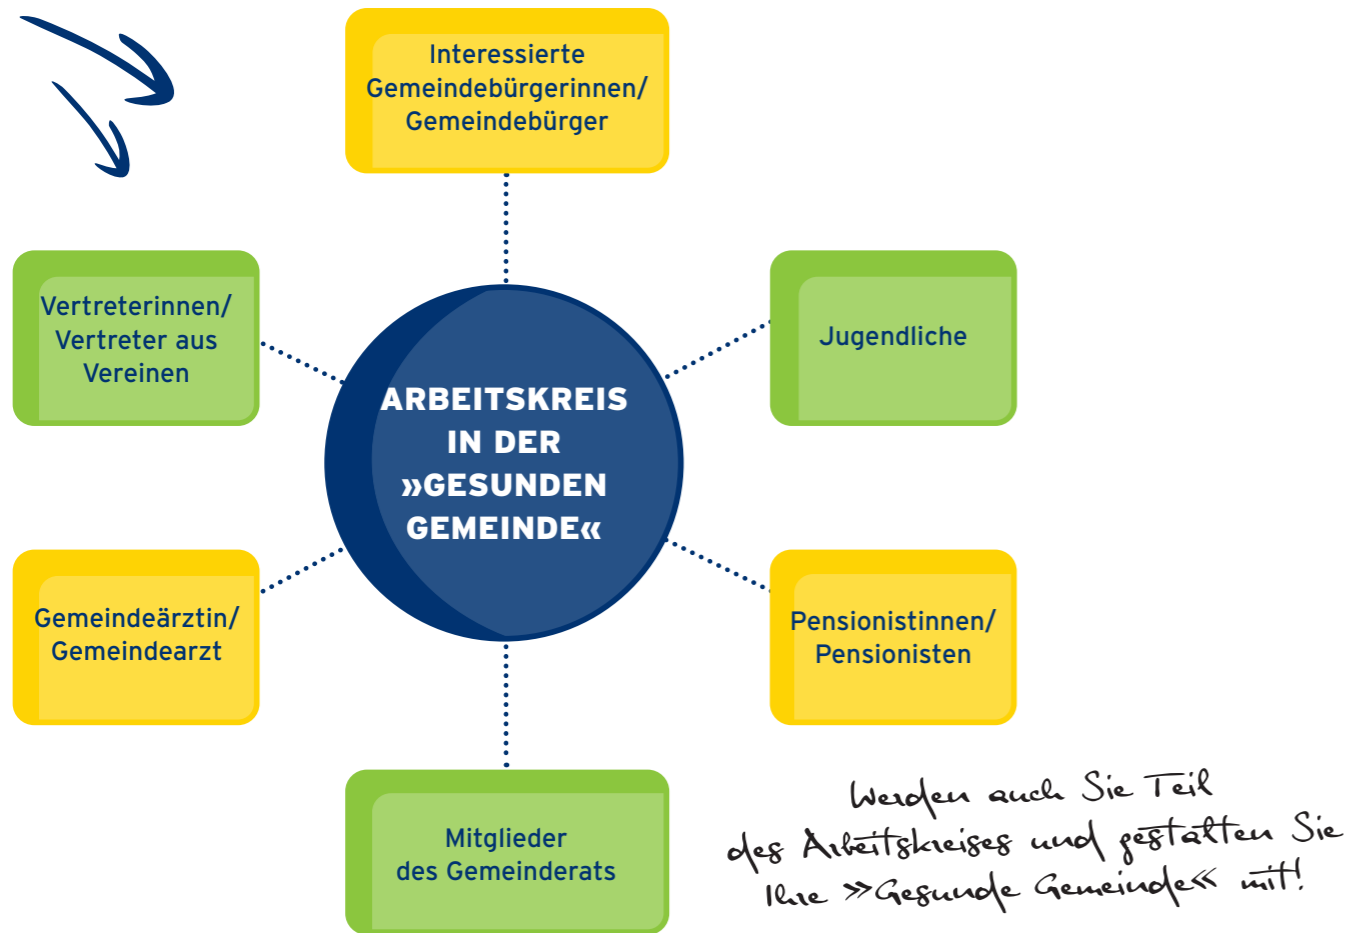 Interessierte
Gemeindebürgerinnen/
Gemeindebürger
Vertreterinnen/
Vertreter aus
Vereinen
Jugendliche
ARBEITSKREIS
IN DER
»GESUNDEN
GEMEINDE«
Gemeindeärztin/
Gemeindearzt
Pensionistinnen/
Pensionisten
Mitglieder
des Gemeinderats
Werden auch Sie Teil
des Arbeitskreises und gestalten Sie
Ihre »Gesunde Gemeinde« mit!